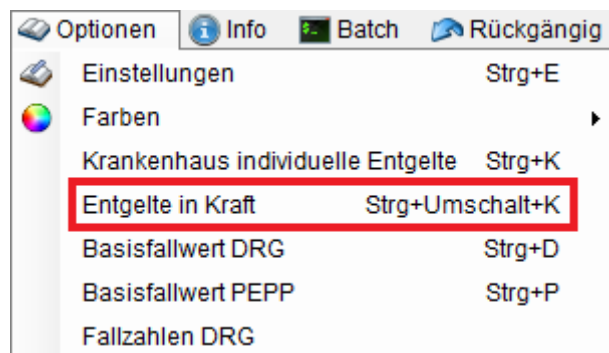 Optionen Info Batch Rückgängig
Einstellungen Strg+E
Farben
Krankenhaus individuelle Entgelte Strg+K
Entgelte in Kraft Strg+Umschalt+K
Basisfallwert DRG Strg+D
Basisfallwert PEPP Strg+P
Fallzahlen DRG